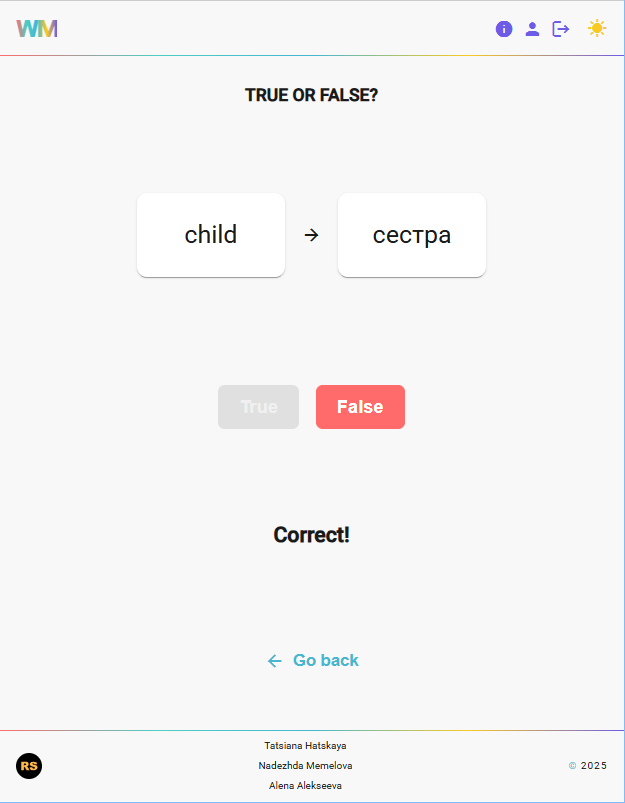 WM
TRUE OR FALSE?
child → сестра
True False
Correct!
← Go back
RS
Tatsiana Hatskaya
Nadezhda Memelova
Alena Alekseeva
© 2025